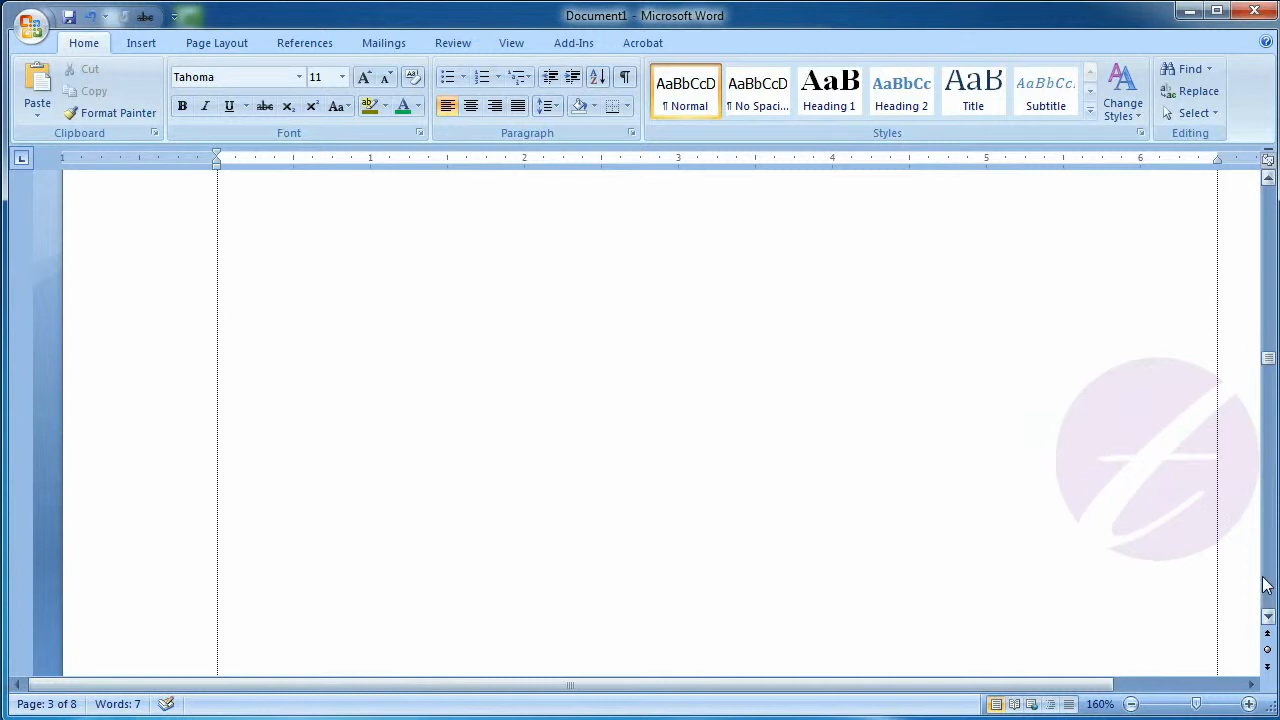 Document1 - Microsoft Word
Home Insert Page Layout References Mailings Review View Add-Ins Acrobat
Paste
Cut
Copy
Format Painter
Clipboard
Tahoma 11
B I U abc X₂ X² Aa ab A
Font
Paragraph
AaBbCcD AaBbCcD AaB AaBbCc AaB AaBbCc.
¶ Normal ¶ No Spaci... Heading 1 Heading 2 Title Subtitle
Change Styles
Styles
Find
Replace
Select
Editing
1 1 2 3 4 5 6
t
Page: 3 of 8 Words: 7 160%